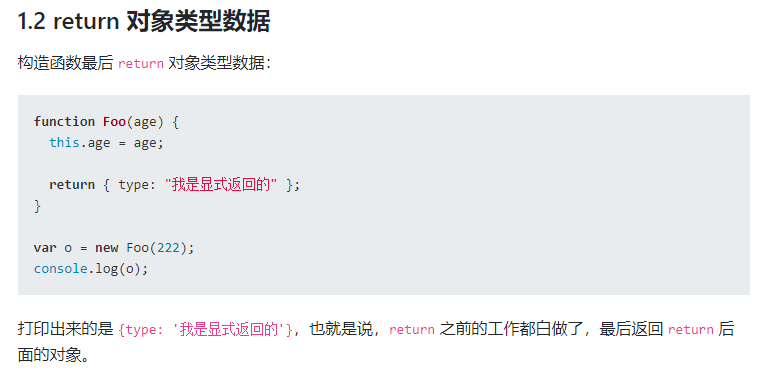 1.2 return 对象类型数据
构造函数最后 return 对象类型数据：
function Foo(age) {
  this.age = age;
  return { type: "我是显式返回的" };
}
var o = new Foo(222);
console.log(o);
打印出来的是 {type: '我是显式返回的'}，也就是说，return 之前的工作都白做了，最后返回 return 后
面的对象。